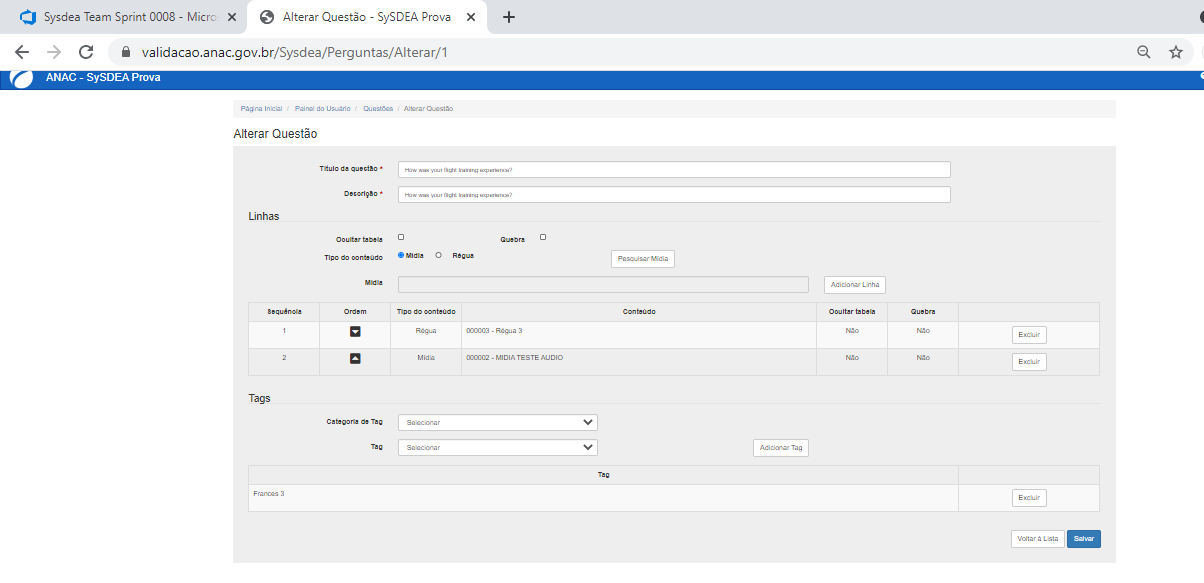 Sysdea Team Sprint 0008 - Micro
Alterar Questão - SySDEA Prova
validacao.anac.gov.br/Sysdea/Perguntas/Alterar/1
ANAC - SySDEA Prova
Página Inicial / Painel do Usuário / Questões / Alterar Questão
Alterar Questão
Título da questão * How was your flight training experience?
Descrição * How was your flight training experience?
Linhas
Ocultar tabela Quebra
Tipo do conteúdo Mídia Régua Pesquisar Mídia
Mídia Adicionar Linha
Sequência Ordem Tipo do conteúdo Conteúdo Ocultar tabela Quebra
1 Régua 000003 - Régua 3 Não Não Excluir
2 Mídia 000002 - MIDIA TESTE AUDIO Não Não Excluir
Tags
Categoria de Tag Selecionar
Tag Selecionar Adicionar Tag
Tag
Frances 3 Excluir
Voltar à Lista Salvar